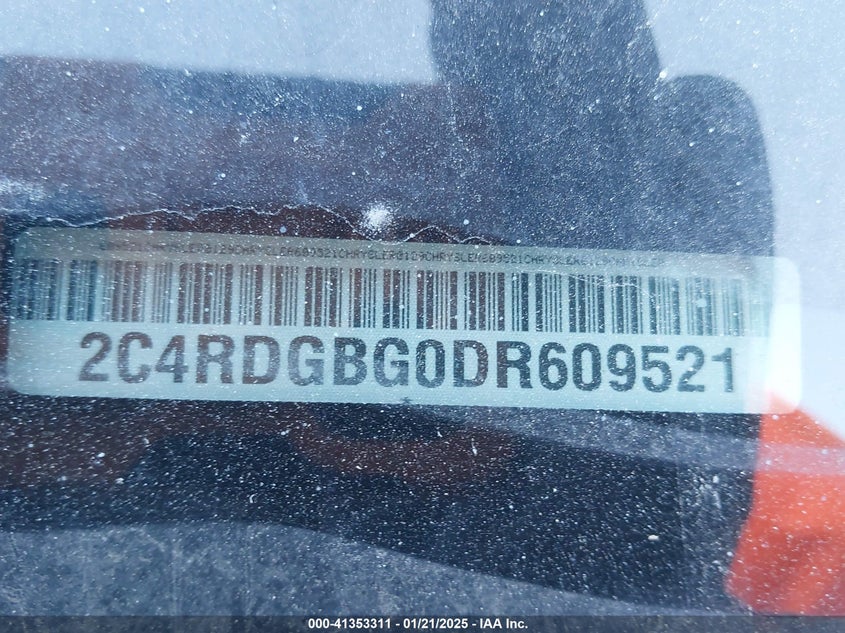 2C4RDGBG0DR609521
000-41353311 - 01/21/2025 - IAA Inc.